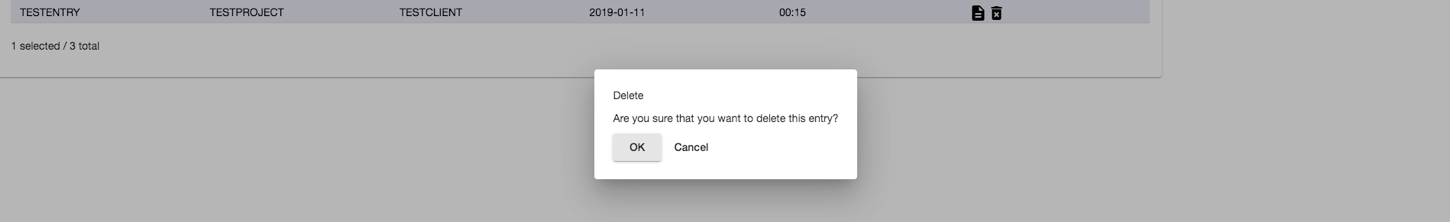 TESTENTRY TESTPROJECT TESTCLIENT 2019-01-11 00:15
1 selected / 3 total
Delete
Are you sure that you want to delete this entry?
OK Cancel